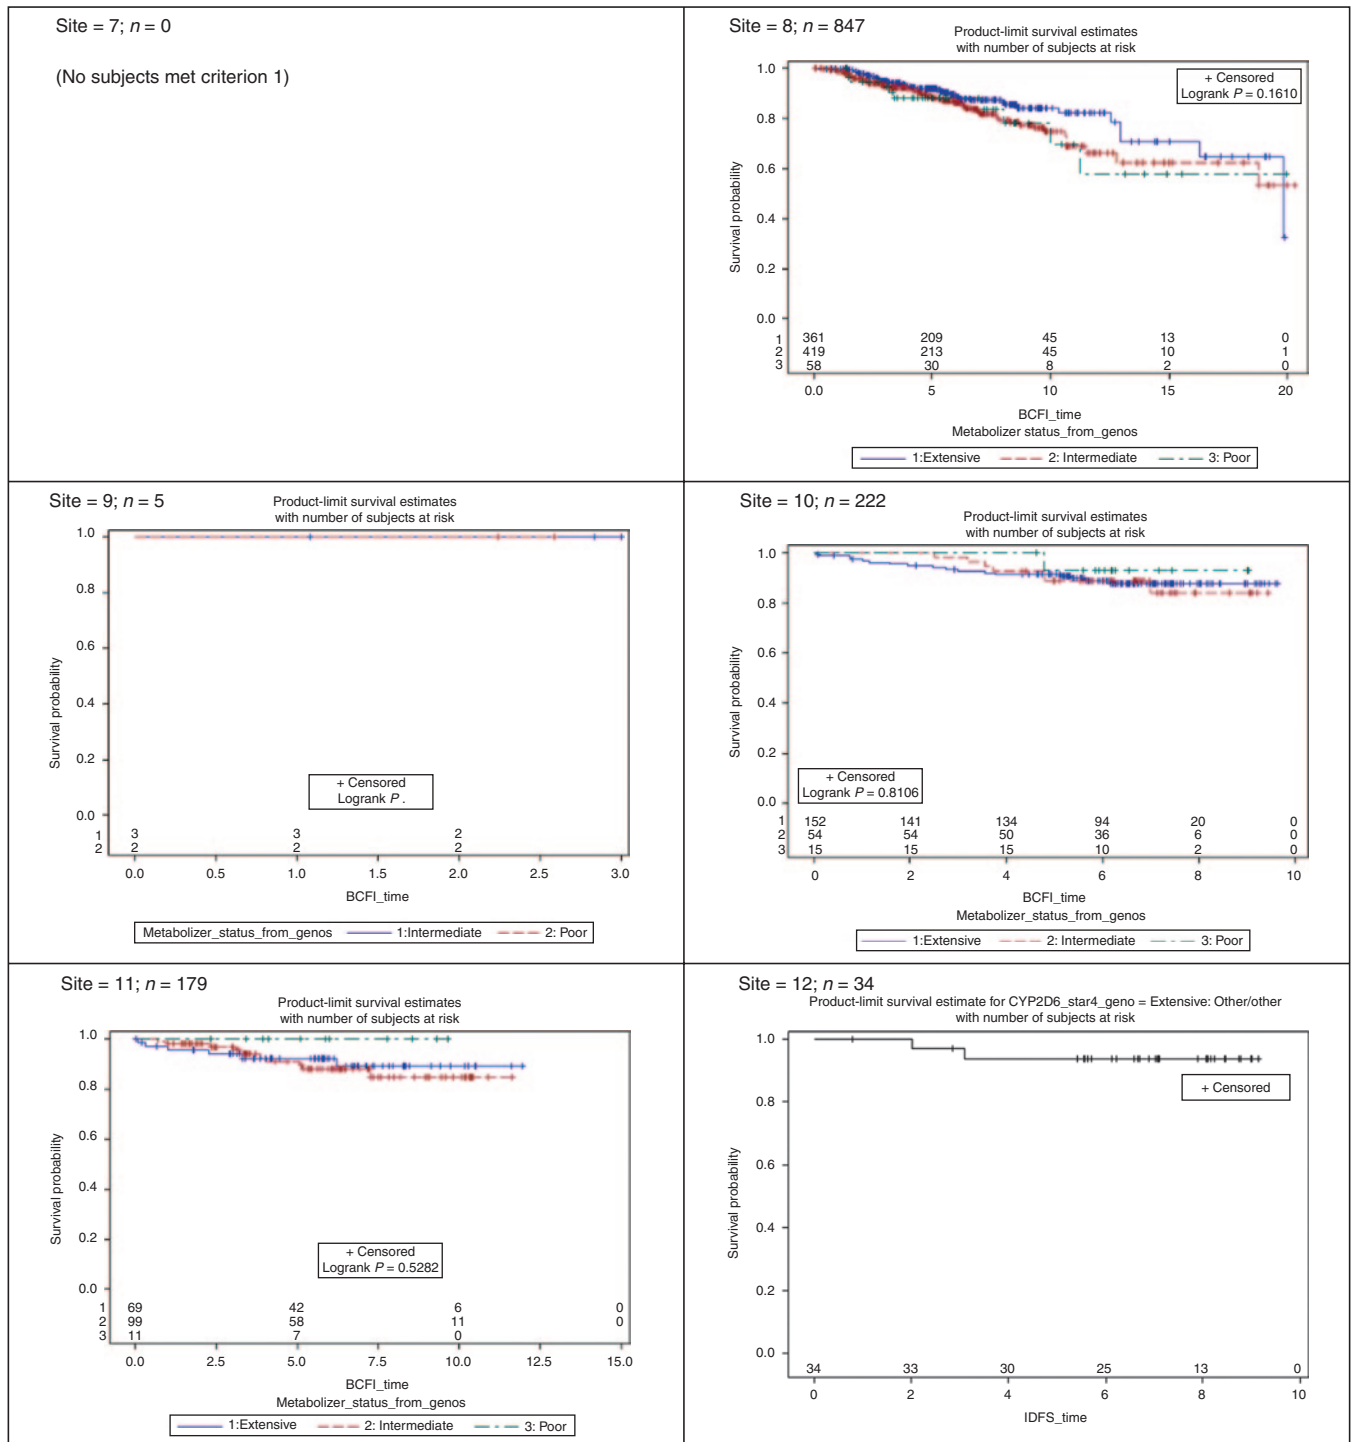 Site = 7; n = 0
(No subjects met criterion 1)
Site = 8; n = 847
Product-limit survival estimates
with number of subjects at risk
+ Censored
Logrank P = 0.1610
Survival probability
1.0
0.8
0.6
0.4
0.2
0.0
1 361 209 45 13 0
2 419 213 45 10 1
3 58 30 8 2 0
0.0 5 10 15 20
BCFI_time
Metabolizer status_from_genos
1:Extensive 2: Intermediate 3: Poor
Site = 9; n = 5
Product-limit survival estimates
with number of subjects at risk
Survival probability
1.0
0.8
0.6
0.4
0.2
0.0
+ Censored
Logrank P .
1 3 3 2
2 2 2 2
0.0 0.5 1.0 1.5 2.0 2.5 3.0
BCFI_time
Metabolizer_status_from_genos 1:Intermediate 2: Poor
Site = 10; n = 222
Product-limit survival estimates
with number of subjects at risk
Survival probability
1.0
0.8
0.6
0.4
0.2
0.0
+ Censored
Logrank P = 0.8106
1 152 141 134 94 20 0
2 54 54 50 36 6 0
3 15 15 15 10 2 0
0 2 4 6 8 10
BCFI_time
Metabolizer_status_from_genos
1:Extensive 2: Intermediate 3: Poor
Site = 11; n = 179
Product-limit survival estimates
with number of subjects at risk
Survival probability
1.0
0.8
0.6
0.4
0.2
0.0
+ Censored
Logrank P = 0.5282
1 69 42 6 0
2 99 58 11 0
3 11 7 0
0.0 2.5 5.0 7.5 10.0 12.5 15.0
BCFI_time
Metabolizer_status_from_genos
1:Extensive 2: Intermediate 3: Poor
Site = 12; n = 34
Product-limit survival estimate for CYP2D6_star4_geno = Extensive: Other/other
with number of subjects at risk
Survival probability
1.0
0.8
0.6
0.4
0.2
0.0
+ Censored
34 33 30 25 13 0
0 2 4 6 8 10
IDFS_time